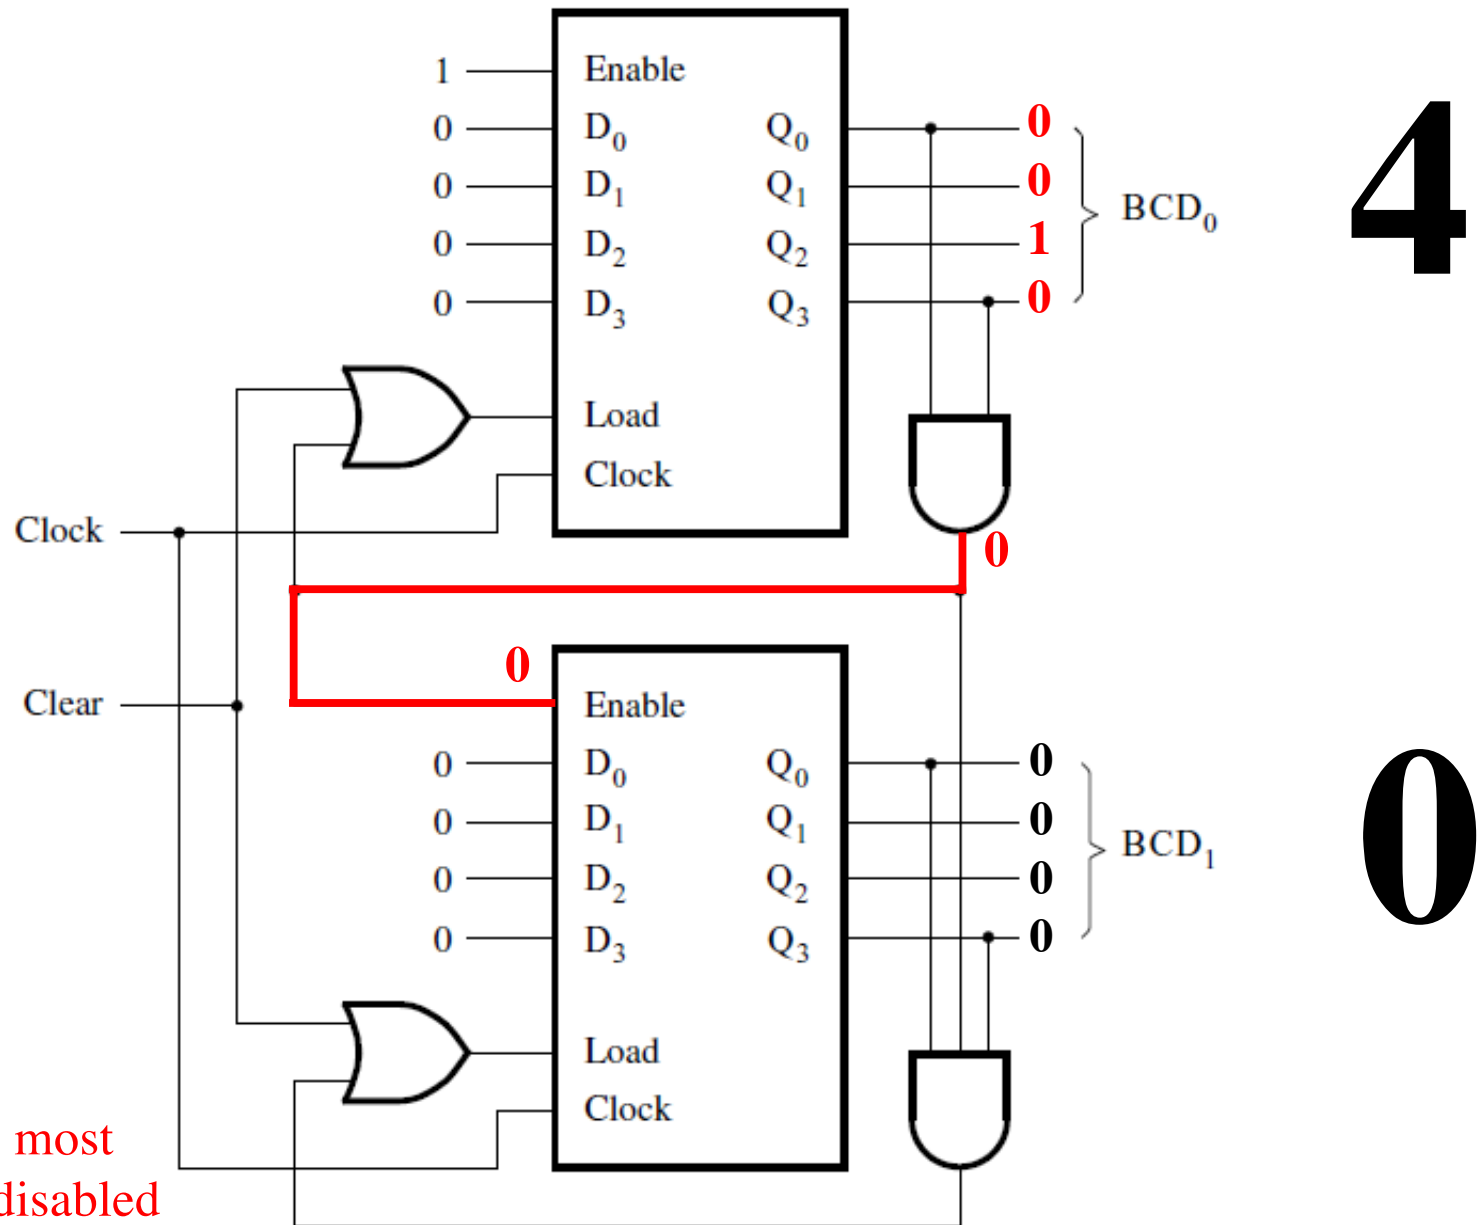 1 Enable
0 D0 Q0 0
0 D1 Q1 0
0 D2 Q2 1
0 D3 Q3 0
BCD0
4
Load
Clock
Clock
0
0
Clear
Enable
0 D0 Q0 0
0 D1 Q1 0
0 D2 Q2 0
0 D3 Q3 0
BCD1
0
Load
Clock
most
disabled